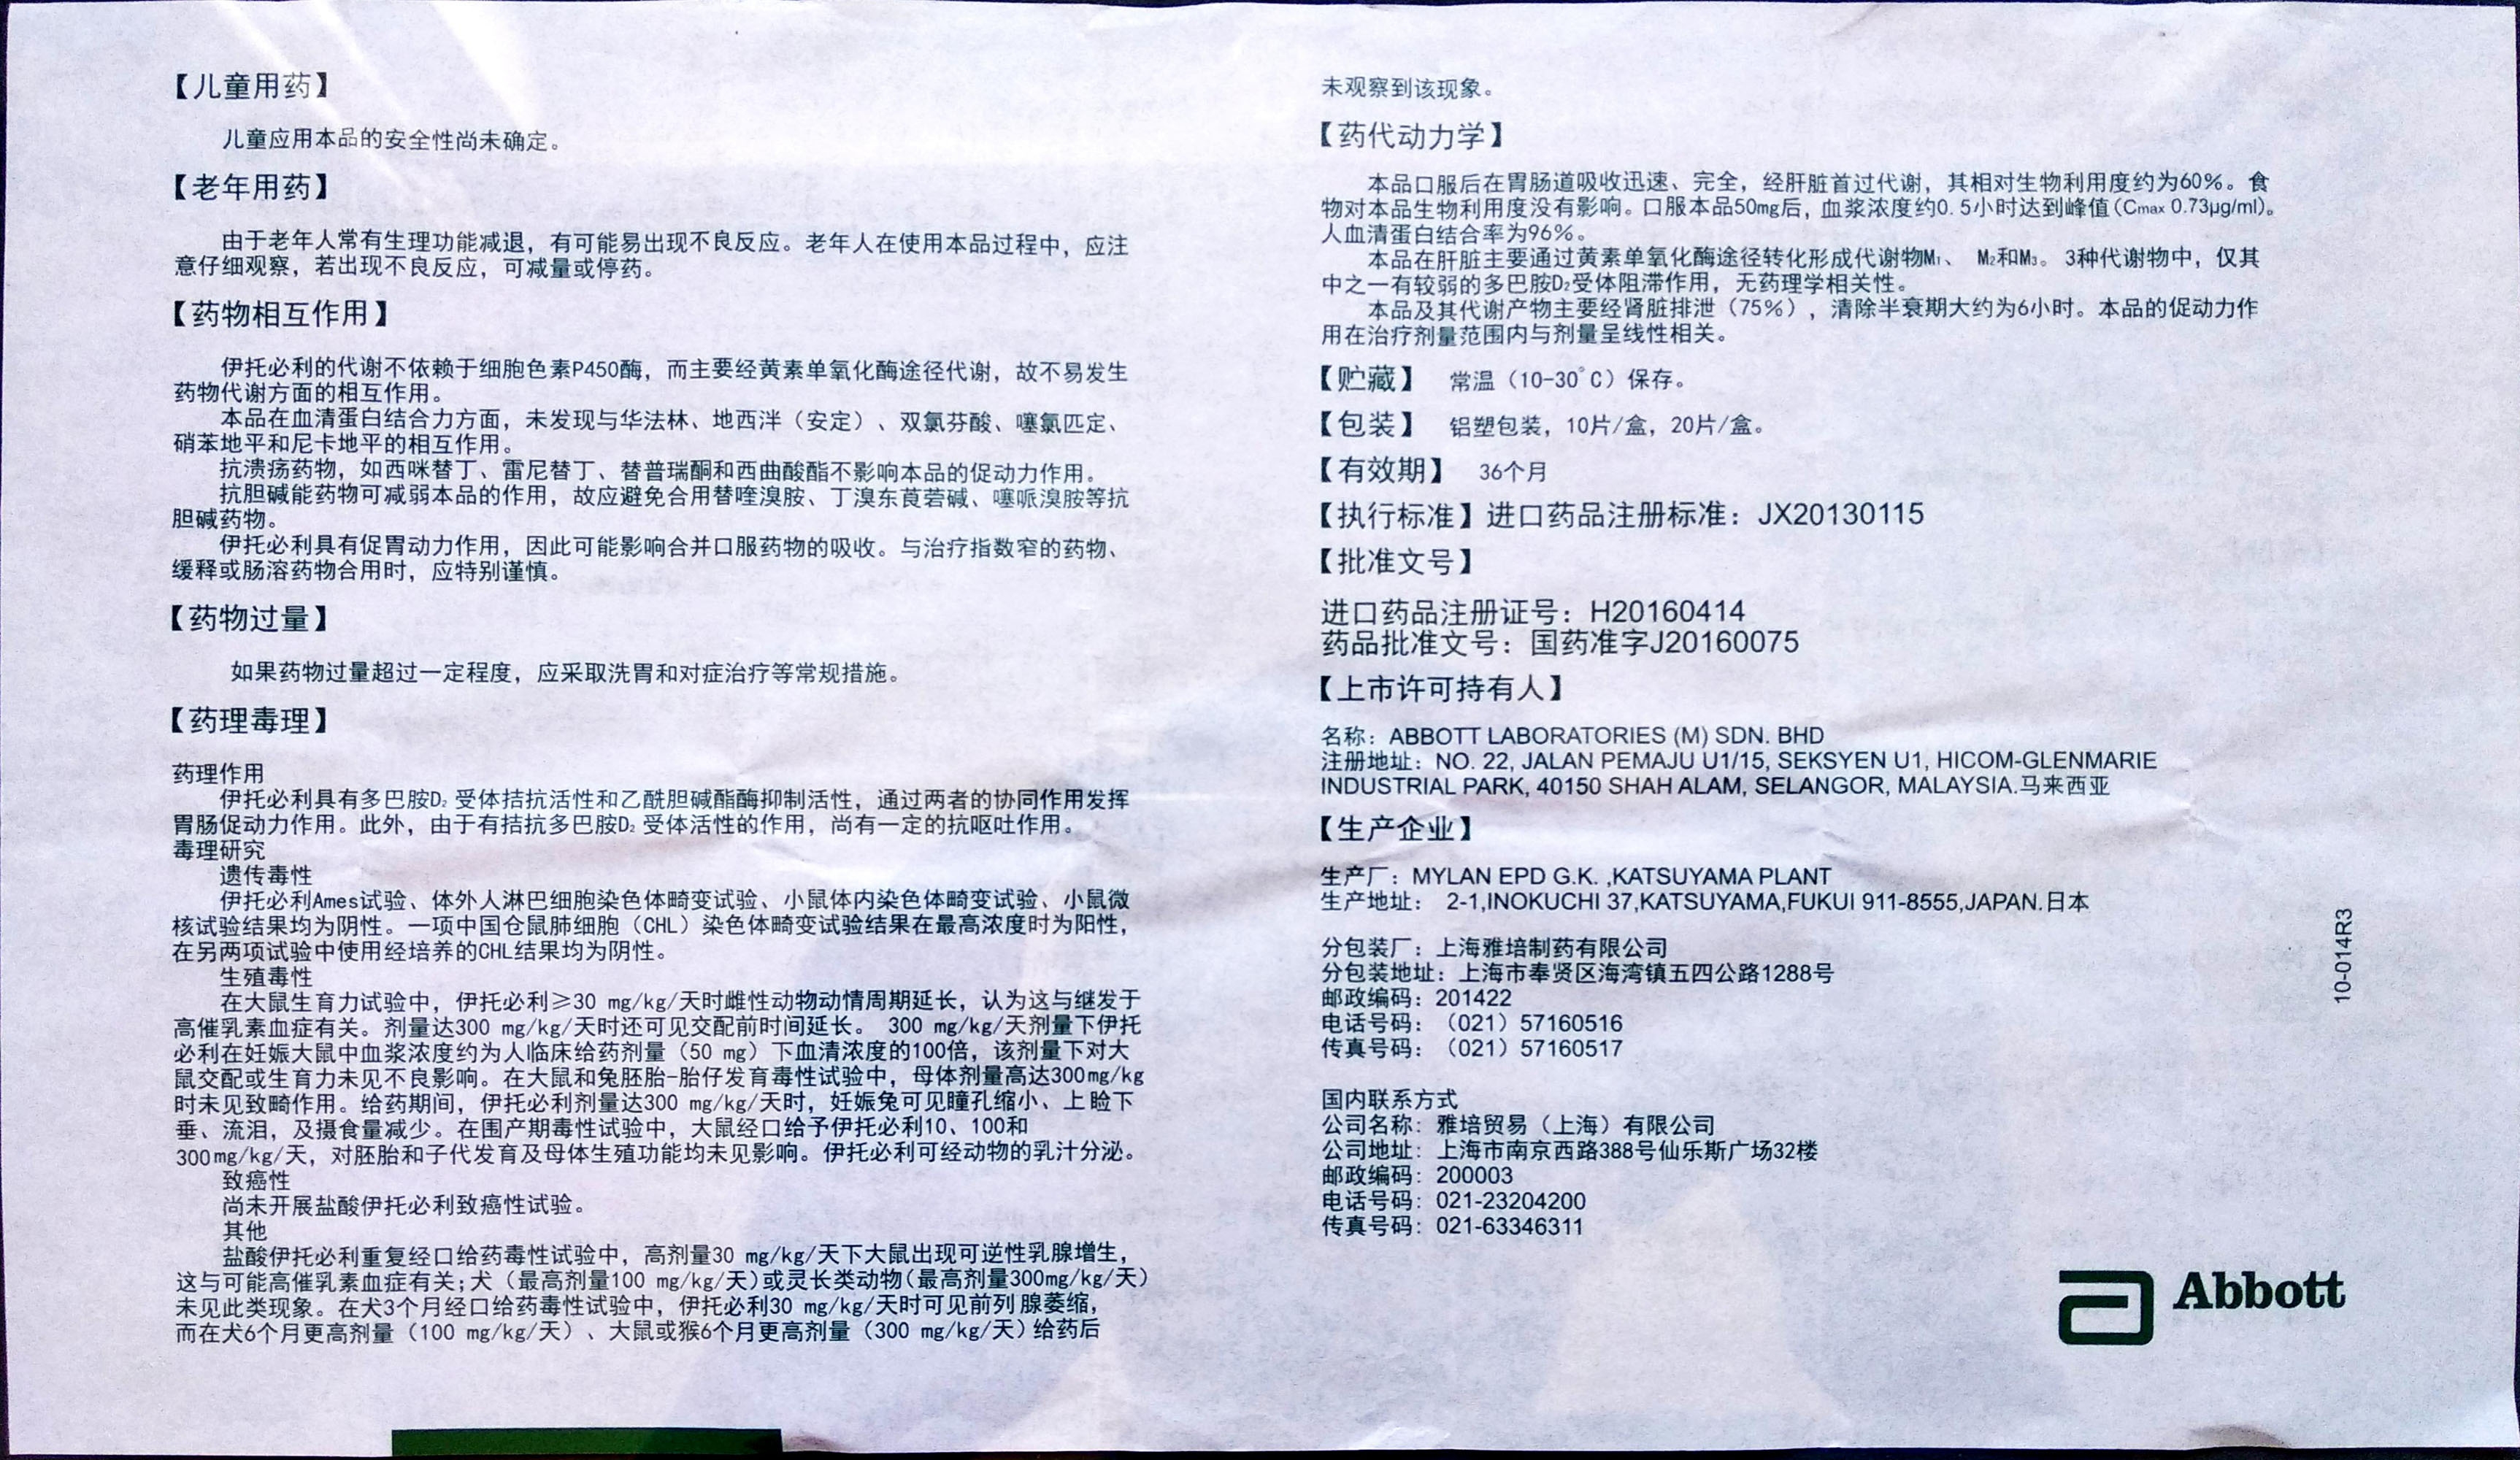 【儿童用药】
儿童应用本品的安全性尚未确定。
【老年用药】
由于老年人常有生理功能减退，有可能易出现不良反应。老年人在使用本品过程中，应注
意仔细观察，若出现不良反应，可减量或停药。
【药物相互作用】
伊托必利的代谢不依赖于细胞色素P450酶，而主要经黄素单氧化酶途径代谢，故不易发生
药物代谢方面的相互作用。
本品在血清蛋白结合力方面，未发现与华法林、地西泮（安定）、双氯芬酸、噻氯匹定、
硝苯地平和尼卡地平的相互作用。
抗溃疡药物，如西咪替丁、雷尼替丁、替普瑞酮和西曲酸酯不影响本品的促动力作用。
抗胆碱能药物可减弱本品的作用，故应避免合用替喹溴胺、丁溴东莨菪碱、噻哌溴胺等抗
胆碱药物。
伊托必利具有促胃动力作用，因此可能影响合并口服药物的吸收。与治疗指数窄的药物、
缓释或肠溶药物合用时，应特别谨慎。
【药物过量】
如果药物过量超过一定程度，应采取洗胃和对症治疗等常规措施。
【药理毒理】
药理作用
伊托必利具有多巴胺D₂ 受体拮抗活性和乙酰胆碱酯酶抑制活性，通过两者的协同作用发挥
胃肠促动力作用。此外，由于有拮抗多巴胺D₂ 受体活性的作用，尚有一定的抗呕吐作用。
毒理研究
遗传毒性
伊托必利Ames试验、体外人淋巴细胞染色体畸变试验、小鼠体内染色体畸变试验、小鼠微
核试验结果均为阴性。一项中国仓鼠肺细胞（CHL）染色体畸变试验结果在最高浓度时为阳性，
在另两项试验中使用经培养的CHL结果均为阴性。
生殖毒性
在大鼠生育力试验中，伊托必利≥30 mg/kg/天时雌性动物动情周期延长，认为这与继发于
高催乳素血症有关。剂量达300 mg/kg/天时还可见交配前时间延长。 300 mg/kg/天剂量下伊托
必利在妊娠大鼠中血浆浓度约为人临床给药剂量（50 mg）下血清浓度的100倍，该剂量下对大
鼠交配或生育力未见不良影响。在大鼠和兔胚胎-胎仔发育毒性试验中，母体剂量高达300mg/kg
时未见致畸作用。给药期间，伊托必利剂量达300 mg/kg/天时，妊娠兔可见瞳孔缩小、上睑下
垂、流泪，及摄食量减少。在围产期毒性试验中，大鼠经口给予伊托必利10、100和
300mg/kg/天，对胚胎和子代发育及母体生殖功能均未见影响。伊托必利可经动物的乳汁分泌。
致癌性
尚未开展盐酸伊托必利致癌性试验。
其他
盐酸伊托必利重复经口给药毒性试验中，高剂量30 mg/kg/天下大鼠出现可逆性乳腺增生，
这与可能高催乳素血症有关；犬（最高剂量100 mg/kg/天）或灵长类动物（最高剂量300mg/kg/天）
未见此类现象。在犬3个月经口给药毒性试验中，伊托必利30 mg/kg/天时可见前列腺萎缩，
而在犬6个月更高剂量（100 mg/kg/天）、大鼠或猴6个月更高剂量（300 mg/kg/天）给药后
未观察到该现象。
【药代动力学】
本品口服后在胃肠道吸收迅速、完全，经肝脏首过代谢，其相对生物利用度约为60%。食
物对本品生物利用度没有影响。口服本品50mg后，血浆浓度约0.5小时达到峰值（Cmax 0.73μg/ml）。
人血清蛋白结合率为96%。
本品在肝脏主要通过黄素单氧化酶途径转化形成代谢物M₁、 M₂和M₃。 3种代谢物中，仅其
中之一有较弱的多巴胺D₂受体阻滞作用，无药理学相关性。
本品及其代谢产物主要经肾脏排泄（75%），清除半衰期大约为6小时。本品的促动力作
用在治疗剂量范围内与剂量呈线性相关。
【贮藏】 常温（10-30°C）保存。
【包装】 铝塑包装，10片/盒，20片/盒。
【有效期】 36个月
【执行标准】进口药品注册标准：JX20130115
【批准文号】
进口药品注册证号：H20160414
药品批准文号：国药准字J20160075
【上市许可持有人】
名称：ABBOTT LABORATORIES (M) SDN. BHD
注册地址：NO. 22, JALAN PEMAJU U1/15, SEKSYEN U1, HICOM-GLENMARIE
INDUSTRIAL PARK, 40150 SHAH ALAM, SELANGOR, MALAYSIA.马来西亚
【生产企业】
生产厂：MYLAN EPD G.K. ,KATSUYAMA PLANT
生产地址： 2-1,INOKUCHI 37,KATSUYAMA,FUKUI 911-8555,JAPAN.日本
分包装厂：上海雅培制药有限公司
分包装地址：上海市奉贤区海湾镇五四公路1288号
邮政编码：201422
电话号码：（021）57160516
传真号码：（021）57160517
国内联系方式
公司名称：雅培贸易（上海）有限公司
公司地址：上海市南京西路388号仙乐斯广场32楼
邮政编码：200003
电话号码：021-23204200
传真号码：021-63346311
10-014R3
Abbott